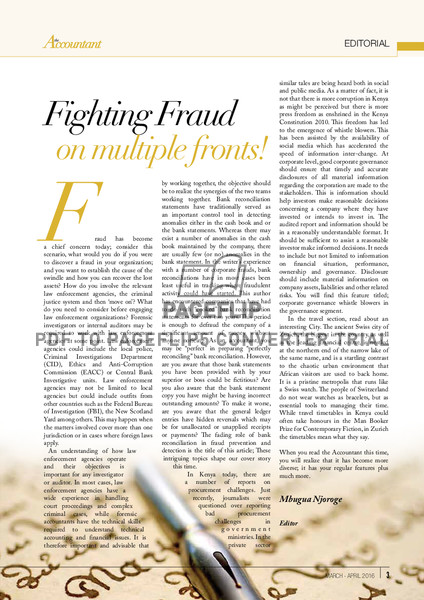 the
Accountant
EDITORIAL
Fighting Fraud
on multiple fronts!
Fraud has become
a chief concern today; consider this
scenario, what would you do if you were
to discover a fraud in your organization;
and you want to establish the cause of the
swindle and how you can recover the lost
assets? How do you involve the relevant
law enforcement agencies, the criminal
justice system and then 'move on'? What
do you need to consider before engaging
law enforcement organizations? Forensic
investigators or internal auditors may be
required to work with law enforcement
agencies at some point. Law enforcement
agencies could include the local police,
Criminal Investigations Department
(CID), Ethics and Anti-Corruption
Commission (EACC) or Central Bank
Investigative units. Law enforcement
agencies may not be limited to local
agencies but could include outfits from
other countries such as the Federal Bureau
of Investigation (FBI), the New Scotland
Yard among others. This may happen when
the matters involved cover more than one
jurisdiction or in cases where foreign laws
apply.
An understanding of how law
enforcement agencies operate
and their objectives is
important for any investigator
or auditor. In most cases, law
enforcement agencies have a
wide experience in handling
court proceedings and complex
criminal cases, while forensic
accountants have the technical skills
required to understand technical
accounting and financial issues. It is
therefore important and advisable that
by working together, the objective should
be to realise the synergies of the two teams
working together. Bank reconciliation
statements have traditionally served as
an important control tool in detecting
anomalies either in the cash book and or
the bank statements. Whereas there may
exist a number of anomalies in the cash
book maintained by the company, there
are usually few (or no) anomalies in the
bank statement. In the writer's experience
with a number of corporate frauds, bank
reconciliations have in most cases been
least useful in
activity could have started. This author
is enough to defend the company of a
may be "perfect" in preparing "perfectly
reconciling" bank reconciliation. However,
are you aware that those bank statements
you have been provided with by your
superior or boss could be fictitious? Are
you also aware that the bank statement
copy you have might be having incorrect
outstanding amounts? To make it worse,
are you aware that the general ledger
entries have hidden reversals which may
be for unallocated or unapplied receipts
or payments? The fading role of bank
reconciliation in fraud prevention and
detection is the title of this article; These
intriguing topics shape our cover story
this time.
In Kenya today, there are
a number of reports on
procurement challenges. Just
recently, journalists were
questioned over reporting
bad procurement
challenges in
government
ministries. In the
private sector
similar tales are being heard both in social
and public media. As a matter of fact, it is
not that there is more corruption in Kenya
as might be perceived but there is more
press freedom as enshrined in the Kenya
Constitution 2010. This freedom has led
to the emergence of whistle blowers. This
has been assisted by the availability of
social media which has accelerated the
speed of information inter-change. At
corporate level, good corporate governance
should ensure that timely and accurate
disclosures of all material information
regarding the corporation are made to the
stakeholders. This is information should
help investors make reasonable decisions
concerning a company where they have
invested or intends to invest in. The
audited report and information should be
in a reasonably understandable format. It
should be sufficient to assist a reasonable
investor make informed decisions. It needs
to include but not limited to information
on financial situation, performance,
ownership and governance. Disclosure
should include material information on
company assets, liabilities and other related
risks. You will find this feature titled;
corporate governance whistle blowers in
the governance segment.
In the travel section, read about an
interesting City. The ancient Swiss city of
the leading financial centre, is located
at the northern end of the narrow lake of
the same name, and is a startling contrast
to the chaotic urban environment that
African visitors are used to back home.
It is a pristine metropolis that runs like
a Swiss watch. The people of Switzerland
do not wear watches as bracelets, but as
essential tools to managing their time.
While travel timetables in Kenya could
often take honours in the Man Booker
Prize for Contemporary Fiction, in Zurich
the timetables mean what they say.
When you read the Accountant this time,
you will realize that it has become more
diverse; it has your regular features plus
much more.
Mbugua Njoroge
Editor
PAGEFLIP
PDF TO PAGEFLIP5 CONVERTER TRIAL
MARCH - APRIL 2016 1